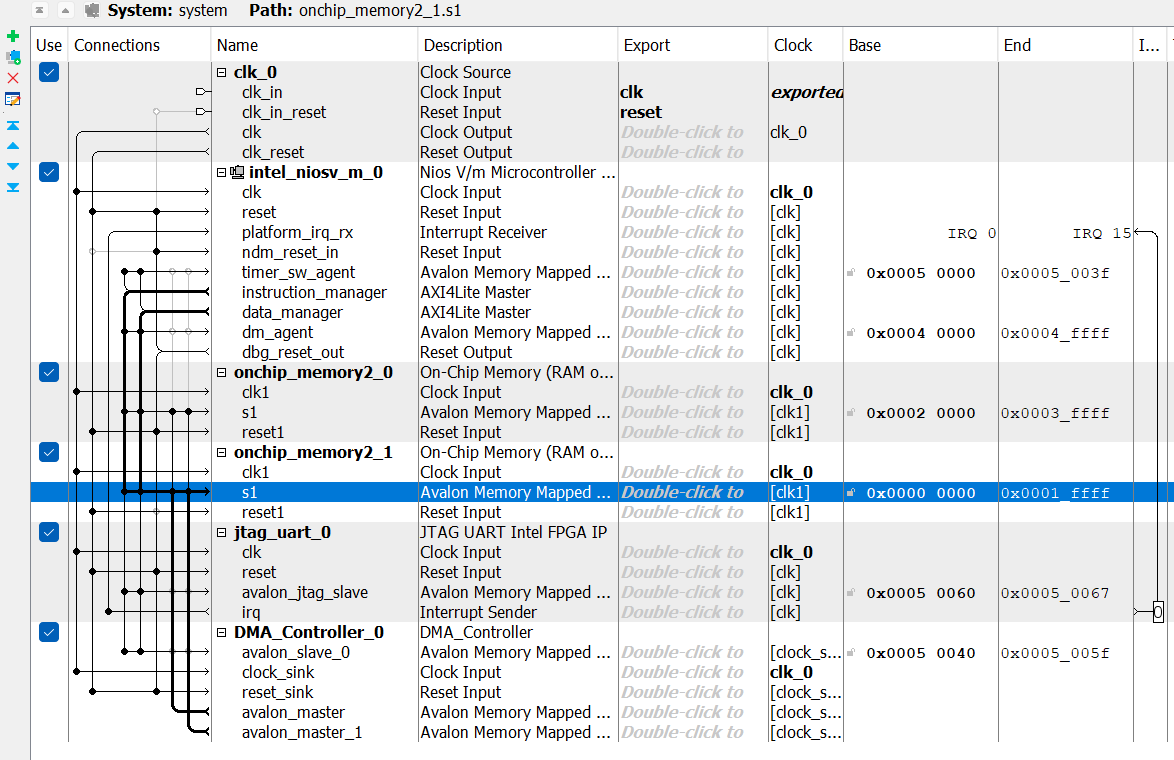 System: system Path: onchip_memory2_1.s1
Use Connections Name Description Export Clock Base End I...
clk_0 Clock Source
clk_in Clock Input clk exported
clk_in_reset Reset Input reset
clk Clock Output Double-click to clk_0
clk_reset Reset Output Double-click to
intel_niosv_m_0 Nios V/m Microcontroller ...
clk Clock Input Double-click to clk_0
reset Reset Input Double-click to [clk]
platform_irq_rx Interrupt Receiver Double-click to [clk] IRQ 0 IRQ 15
ndm_reset_in Reset Input Double-click to [clk]
timer_sw_agent Avalon Memory Mapped ... Double-click to [clk] 0x0005 0000 0x0005_003f
instruction_manager AXI4Lite Master Double-click to [clk]
data_manager AXI4Lite Master Double-click to [clk]
dm_agent Avalon Memory Mapped ... Double-click to [clk] 0x0004 0000 0x0004_ffff
dbg_reset_out Reset Output Double-click to [clk]
onchip_memory2_0 On-Chip Memory (RAM o...
clk1 Clock Input Double-click to clk_0
s1 Avalon Memory Mapped ... Double-click to [clk1] 0x0002 0000 0x0003_ffff
reset1 Reset Input Double-click to [clk1]
onchip_memory2_1 On-Chip Memory (RAM o...
clk1 Clock Input Double-click to clk_0
s1 Avalon Memory Mapped ... Double-click to [clk1] 0x0000 0000 0x0001_ffff
reset1 Reset Input Double-click to [clk1]
jtag_uart_0 JTAG UART Intel FPGA IP
clk Clock Input Double-click to clk_0
reset Reset Input Double-click to [clk]
avalon_jtag_slave Avalon Memory Mapped ... Double-click to [clk] 0x0005 0060 0x0005_0067
irq Interrupt Sender Double-click to [clk] 0
DMA_Controller_0 DMA_Controller
avalon_slave_0 Avalon Memory Mapped ... Double-click to [clock_s... 0x0005 0040 0x0005_005f
clock_sink Clock Input Double-click to clk_0
reset_sink Reset Input Double-click to [clock_s...
avalon_master Avalon Memory Mapped ... Double-click to [clock_s...
avalon_master_1 Avalon Memory Mapped ... Double-click to [clock_s...